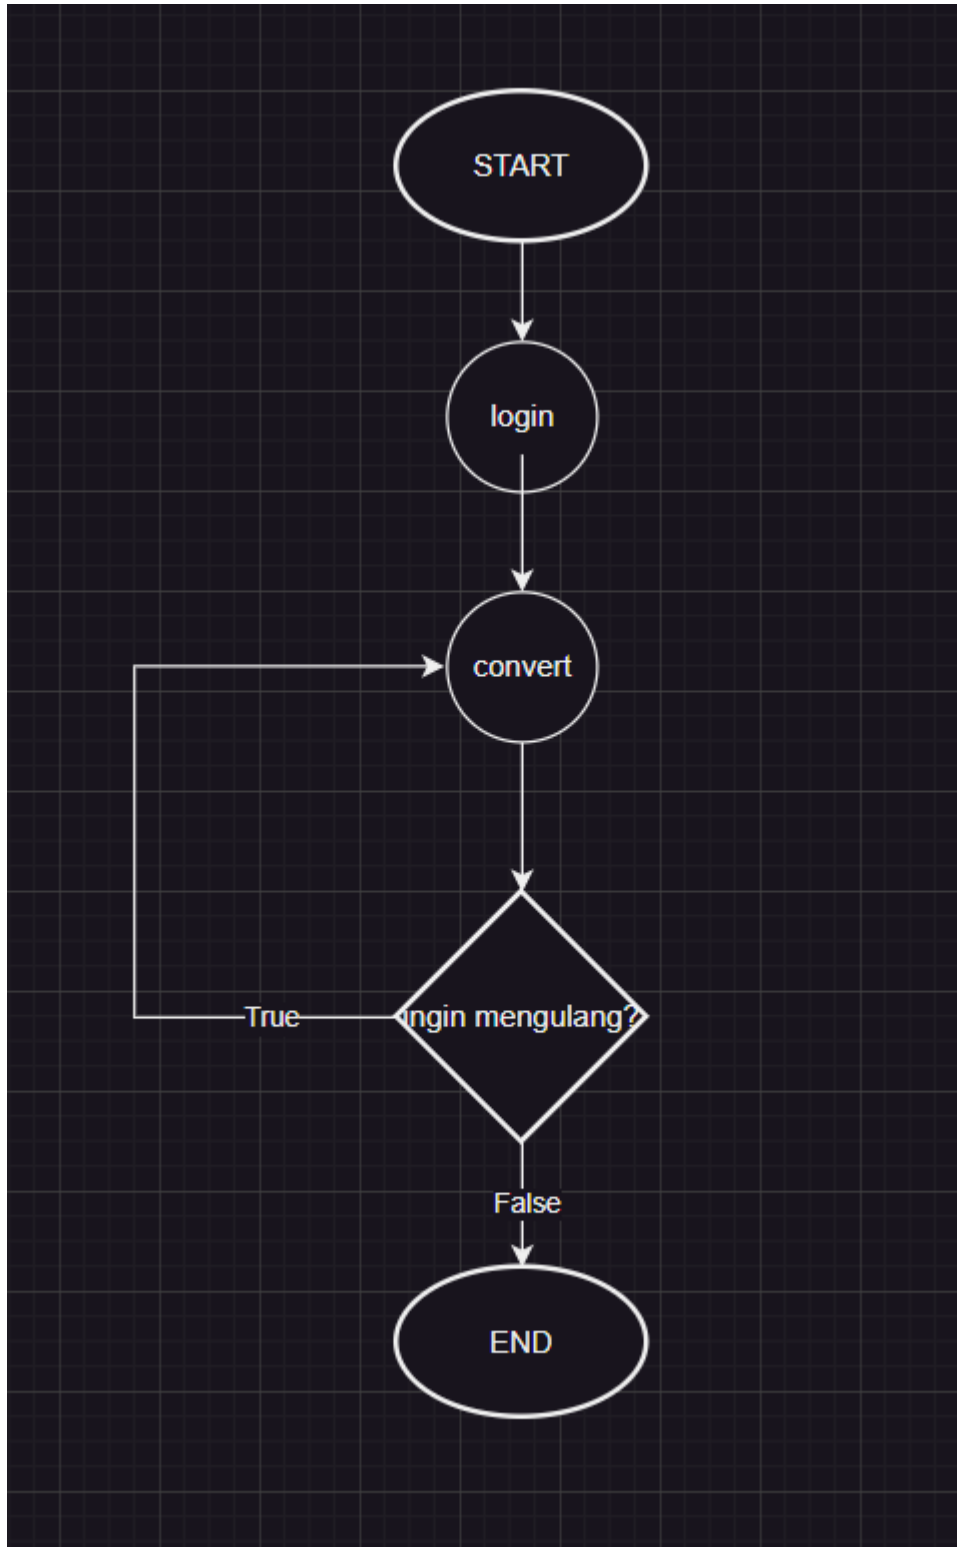 START
login
convert
True
ingin mengulang?
False
END